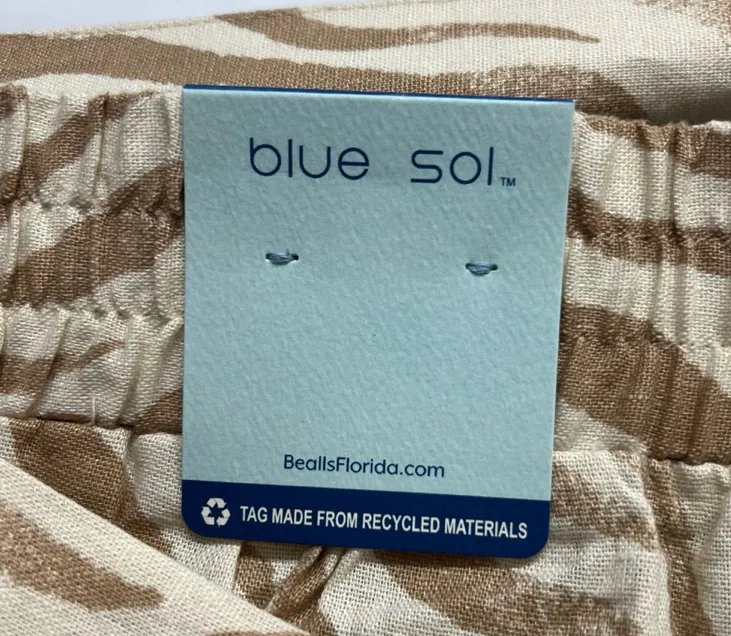 blue sol™
BeallsFlorida.com
TAG MADE FROM RECYCLED MATERIALS